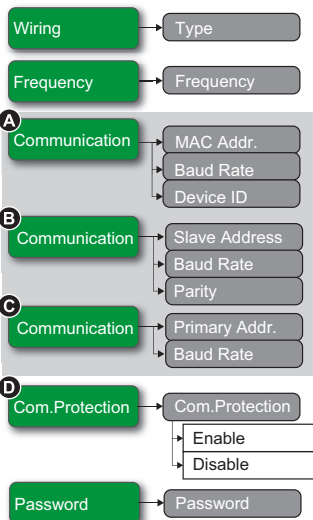 Wiring
Type
Frequency
Frequency
A
Communication
MAC Addr.
Baud Rate
Device ID
B
Communication
Slave Address
Baud Rate
Parity
C
Communication
Primary Addr.
Baud Rate
D
Com.Protection
Com.Protection
Enable
Disable
Password
Password